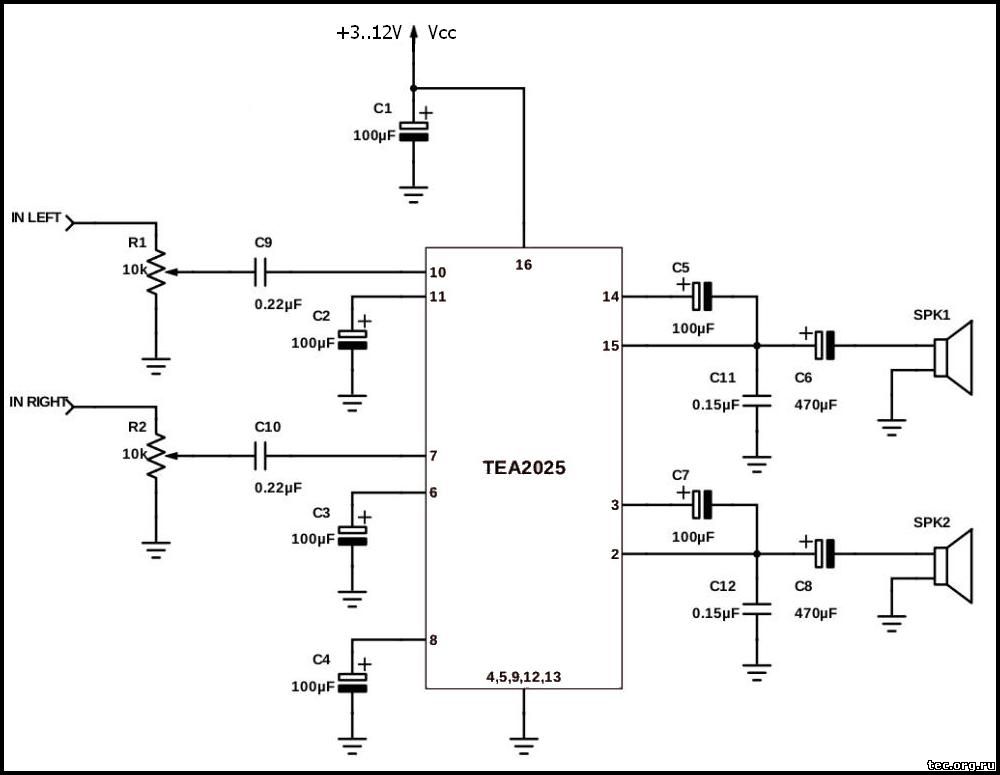 +3..12V Vcc
C1
100µF
IN LEFT
R1
10k
C9
0.22µF
10
11
C2
100µF
IN RIGHT
R2
10k
C10
0.22µF
7
6
C3
100µF
8
C4
100µF
16
TEA2025
4,5,9,12,13
14
15
3
2
C5
100µF
C11
0.15µF
C6
470µF
SPK1
C7
100µF
C12
0.15µF
C8
470µF
SPK2
tec.org.ru